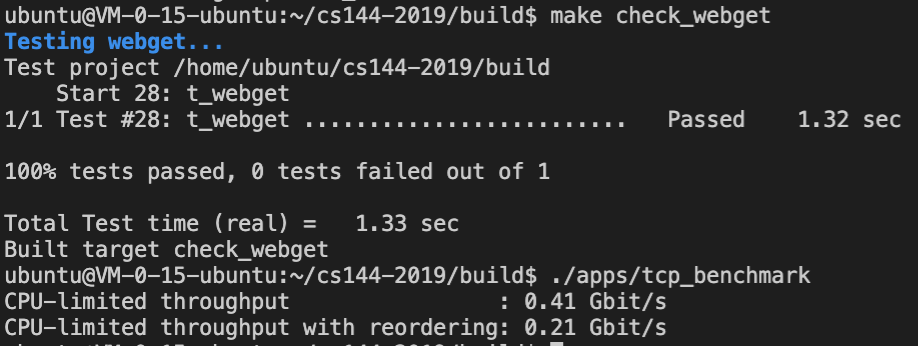 ubuntu@VM-0-15-ubuntu:~/cs144-2019/build$ make check_webget
Testing webget...
Test project /home/ubuntu/cs144-2019/build
    Start 28: t_webget
1/1 Test #28: t_webget .........................   Passed    1.32 sec

100% tests passed, 0 tests failed out of 1

Total Test time (real) =   1.33 sec
Built target check_webget
ubuntu@VM-0-15-ubuntu:~/cs144-2019/build$ ./apps/tcp_benchmark
CPU-limited throughput                : 0.41 Gbit/s
CPU-limited throughput with reordering: 0.21 Gbit/s